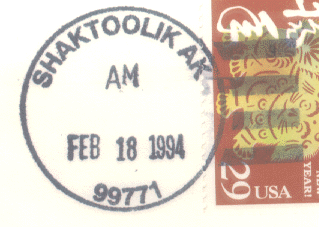 SHAKTOOLIK AK
AM
FEB 18 1994
99771
YEAR!
29 USA